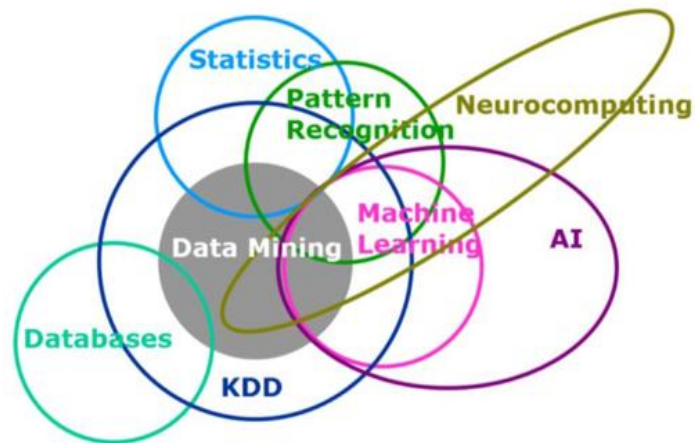 Statistics
Pattern
Recognition
Neurocomputing
Machine
Learning
AI
Data Mining
Databases
KDD